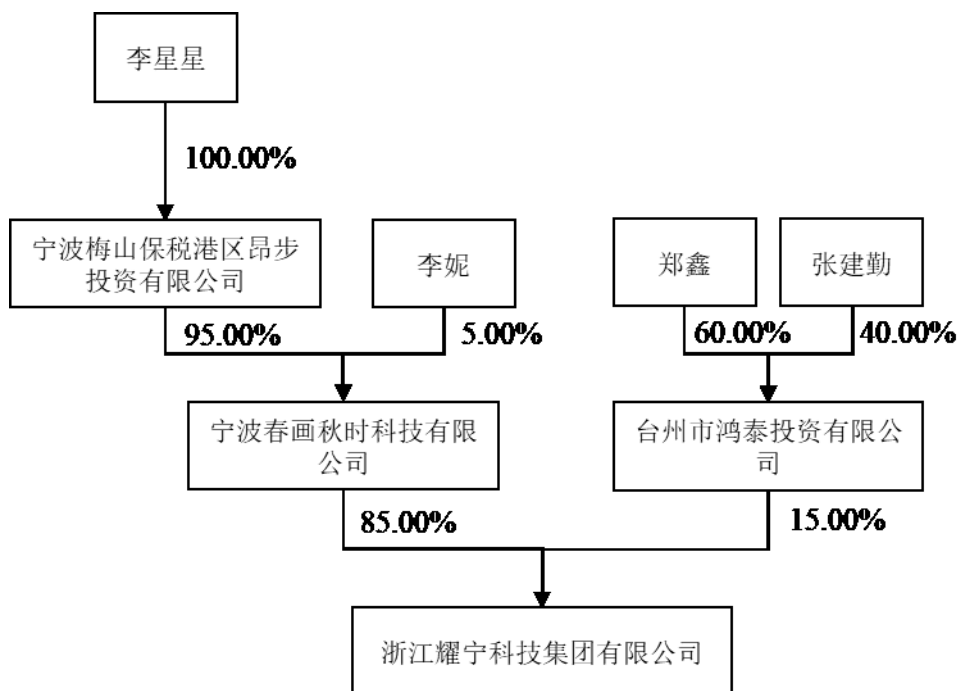 李星星
100.00%
宁波梅山保税港区昂步
投资有限公司
李妮
郑鑫
张建勤
95.00%
5.00%
60.00%
40.00%
宁波春画秋时科技有限
公司
台州市鸿泰投资有限公
司
85.00%
15.00%
浙江耀宁科技集团有限公司